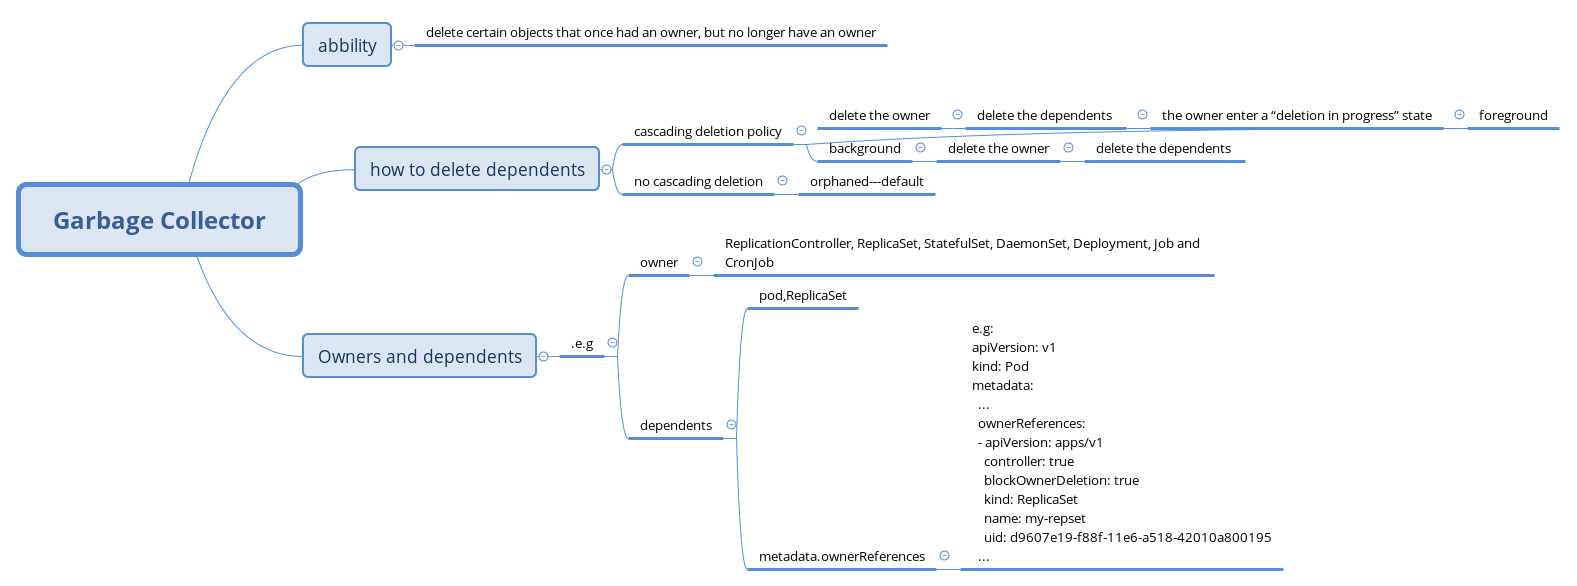 Garbage Collector
abbility
delete certain objects that once had an owner, but no longer have an owner
how to delete dependents
cascading deletion policy
delete the owner
delete the dependents
the owner enter a “deletion in progress” state
foreground
background
delete the owner
delete the dependents
no cascading deletion
orphaned---default
Owners and dependents
.e.g
owner
ReplicationController, ReplicaSet, StatefulSet, DaemonSet, Deployment, Job and
CronJob
dependents
pod,ReplicaSet
metadata.ownerReferences
e.g:
apiVersion: v1
kind: Pod
metadata:
  ...
  ownerReferences:
  - apiVersion: apps/v1
    controller: true
    blockOwnerDeletion: true
    kind: ReplicaSet
    name: my-repset
    uid: d9607e19-f88f-11e6-a518-42010a800195
  ...